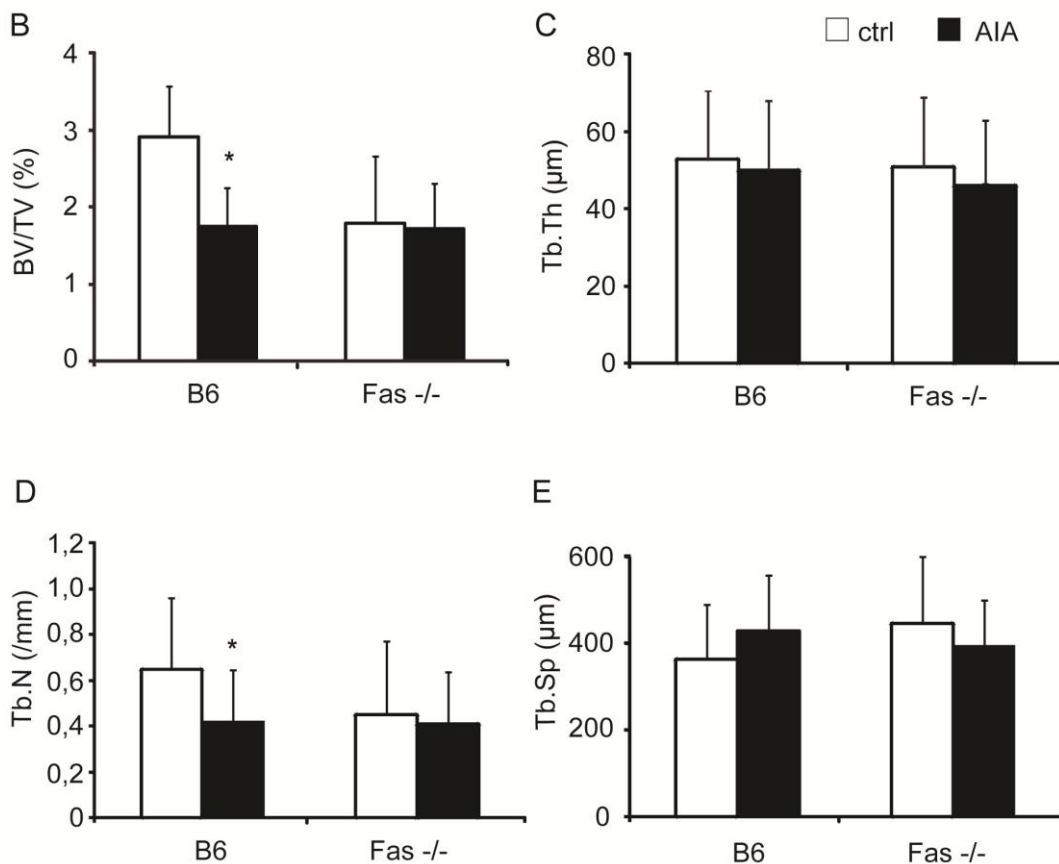 B
BV/TV (%)
4
3
2
1
0
*
B6 Fas -/-
C
ctrl AIA
Tb.Th (µm)
80
60
40
20
0
B6 Fas -/-
D
Tb.N (/mm)
1,2
1,0
0,8
0,6
0,4
0,2
0
*
B6 Fas -/-
E
Tb.Sp (µm)
600
400
200
0
B6 Fas -/-